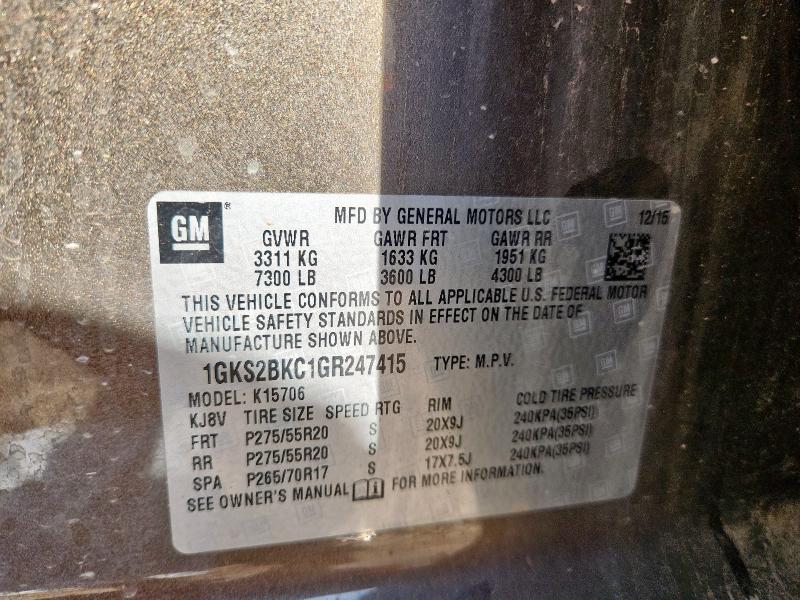 GM ® MFD BY GENERAL MOTORS LLC 12/15
GVWR GAWR FRT GAWR RR
3311 KG 1633 KG 1951 KG
7300 LB 3600 LB 4300 LB
THIS VEHICLE CONFORMS TO ALL APPLICABLE U.S. FEDERAL MOTOR
VEHICLE SAFETY STANDARDS IN EFFECT ON THE DATE OF
MANUFACTURE SHOWN ABOVE.
1GKS2BKC1GR247415 TYPE: M.P.V.
MODEL: K15706
KJ8V TIRE SIZE SPEED RTG RIM COLD TIRE PRESSURE
FRT P275/55R20 S 20X9J 240KPA(35PSI)
RR P275/55R20 S 20X9J 240KPA(35PSI)
SPA P265/70R17 S 17X7.5J 240KPA(35PSI)
SEE OWNER'S MANUAL FOR MORE INFORMATION.